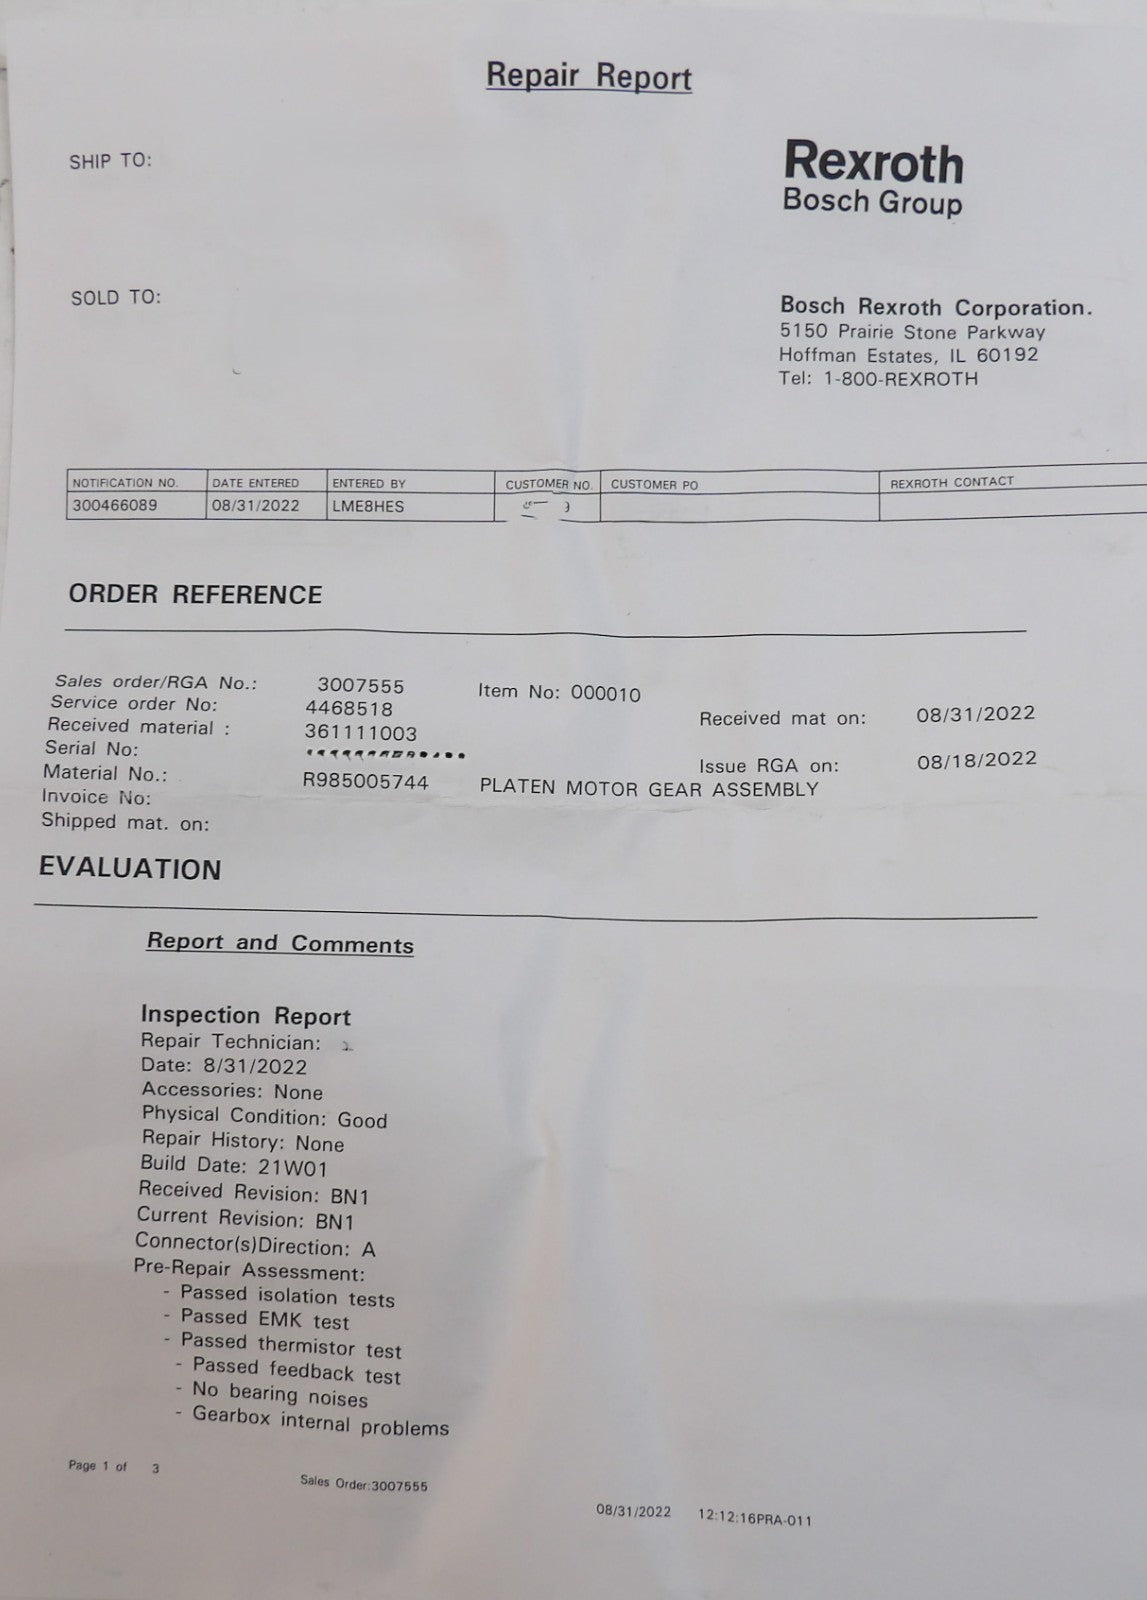 Repair Report
SHIP TO:
Rexroth
Bosch Group
SOLD TO:
Bosch Rexroth Corporation.
5150 Prairie Stone Parkway
Hoffman Estates, IL 60192
Tel: 1-800-REXROTH
NOTIFICATION NO. DATE ENTERED ENTERED BY CUSTOMER NO. CUSTOMER PO REXROTH CONTACT
300466089 08/31/2022 LME8HES
ORDER REFERENCE
Sales order/RGA No.: 3007555 Item No: 000010
Service order No: 4468518
Received material : 361111003 Received mat on: 08/31/2022
Serial No:
Issue RGA on: 08/18/2022
Material No.: R985005744 PLATEN MOTOR GEAR ASSEMBLY
Invoice No:
Shipped mat. on:
EVALUATION
Report and Comments
Inspection Report
Repair Technician:
Date: 8/31/2022
Accessories: None
Physical Condition: Good
Repair History: None
Build Date: 21W01
Received Revision: BN1
Current Revision: BN1
Connector(s)Direction: A
Pre-Repair Assessment:
- Passed isolation tests
- Passed EMK test
- Passed thermistor test
- Passed feedback test
- No bearing noises
- Gearbox internal problems
Page 1 of 3
Sales Order:3007555
08/31/2022 12:12:16PRA-011